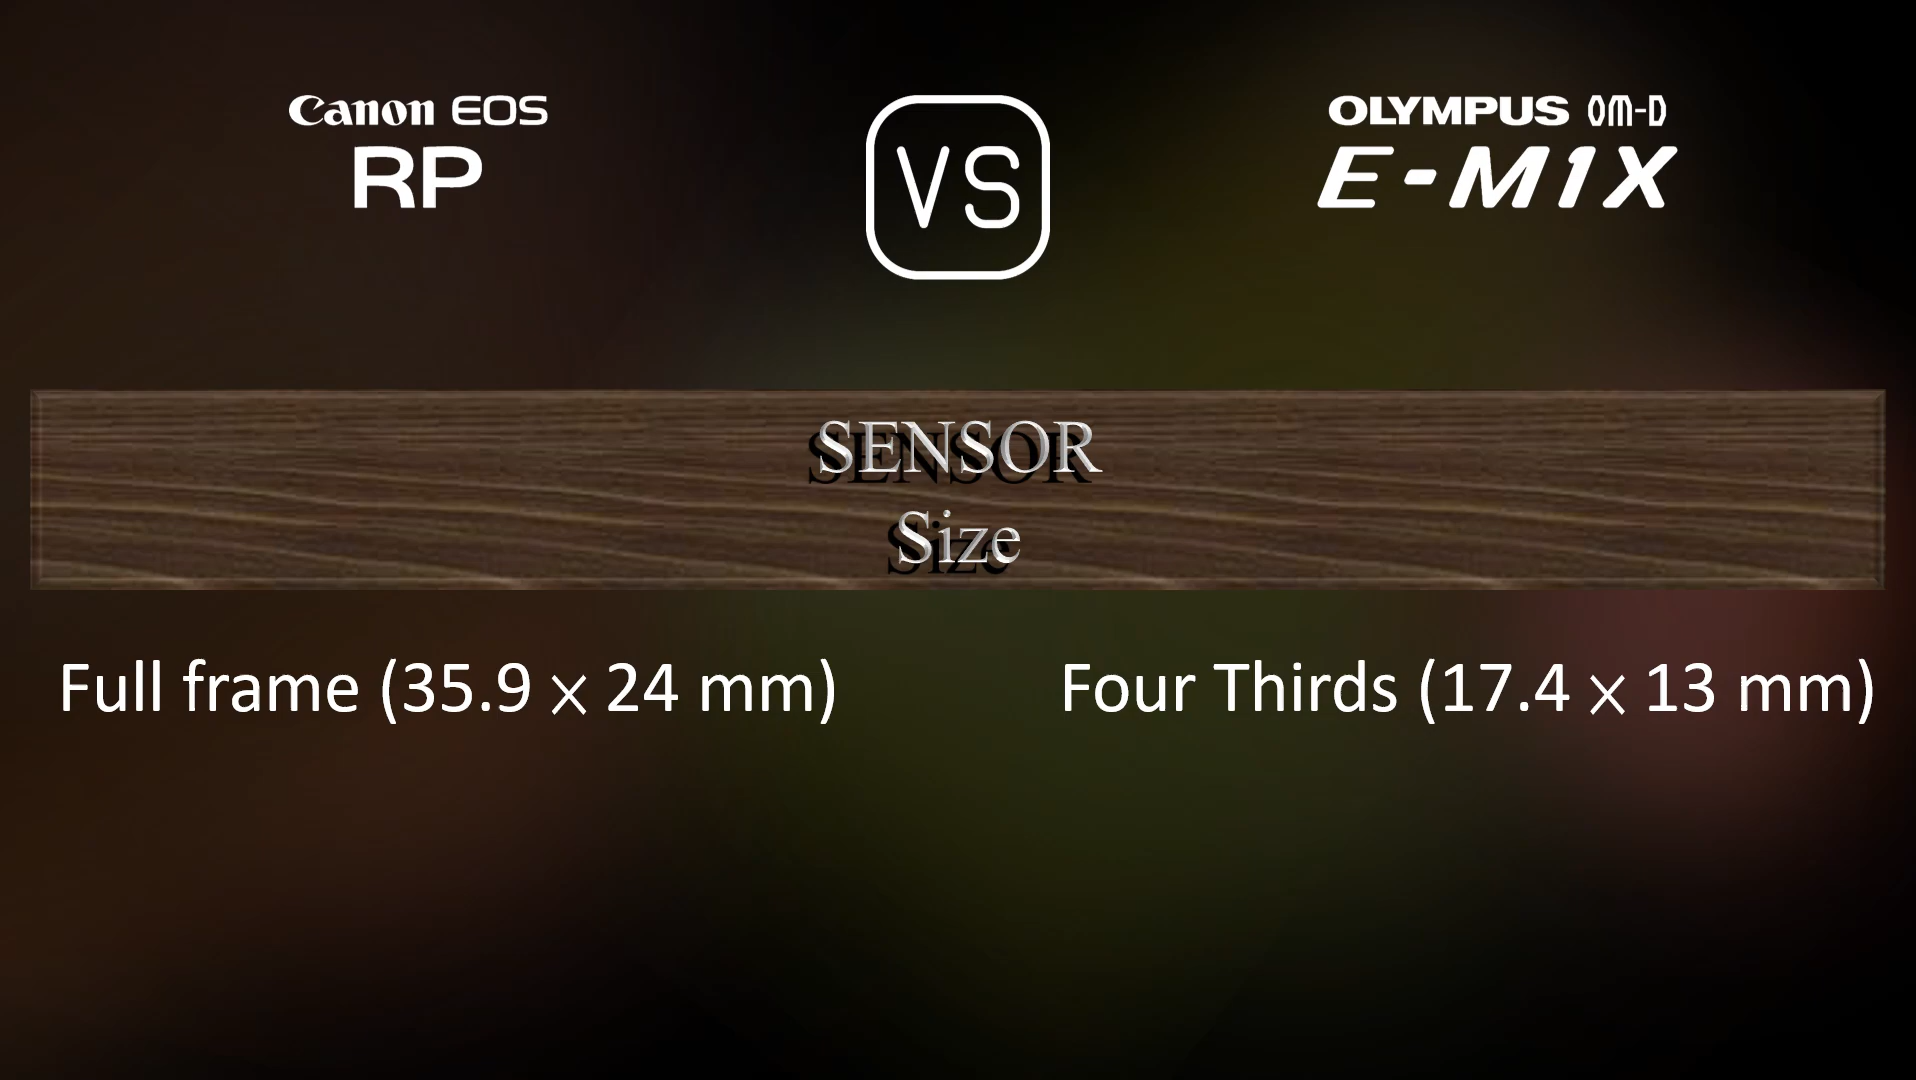 Canon EOS
RP
VS
OLYMPUS OM-D
E-M1X
SENSOR
Size
Full frame (35.9 x 24 mm)
Four Thirds (17.4 x 13 mm)